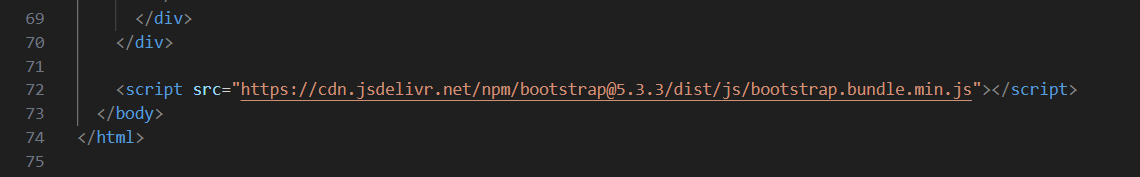 69 </div>
70 </div>
71
72 <script src="https://cdn.jsdelivr.net/npm/bootstrap@5.3.3/dist/js/bootstrap.bundle.min.js"></script>
73 </body>
74 </html>
75